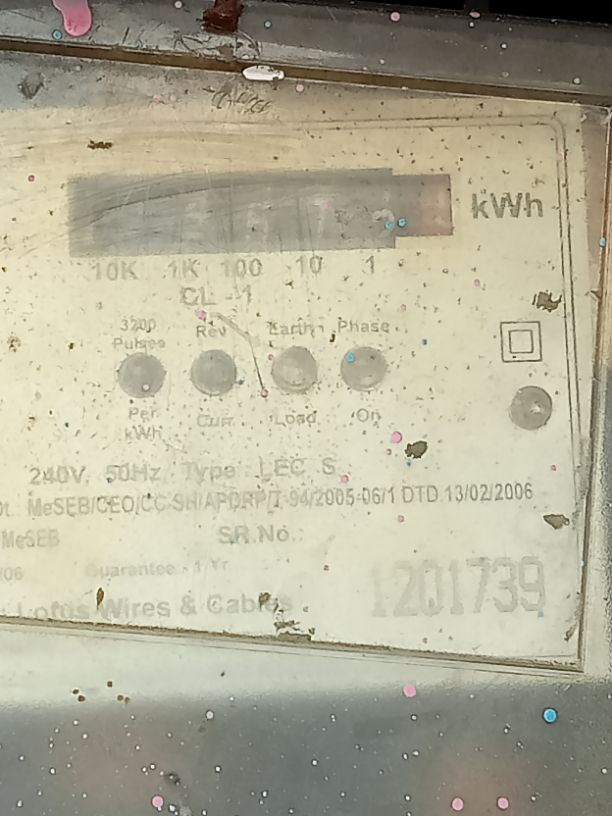 kWh
10K 1K 100 10 1
CL - 1
3200 Pulses Rev Earth Phase
Per kWh Curr. Load On
240V, 50Hz Type LEC S
MeSEB/CEO/CC-SH/APDRP/T-94/2005-06/1 DTD 13/02/2006
MeSEB SR.No.
/06 Guarantee - 1 Yr
Lotus Wires & Cables 1201739